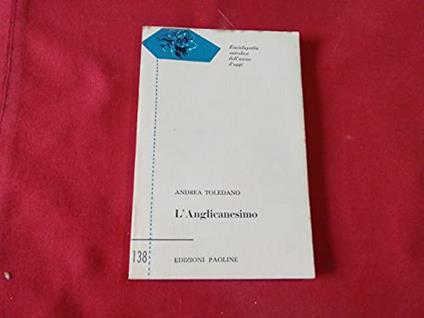 Enciclopedia
cattolica
dell'uomo
d'oggi
ANDREA TOLEDANO
L'Anglicanesimo
138
EDIZIONI PAOLINE